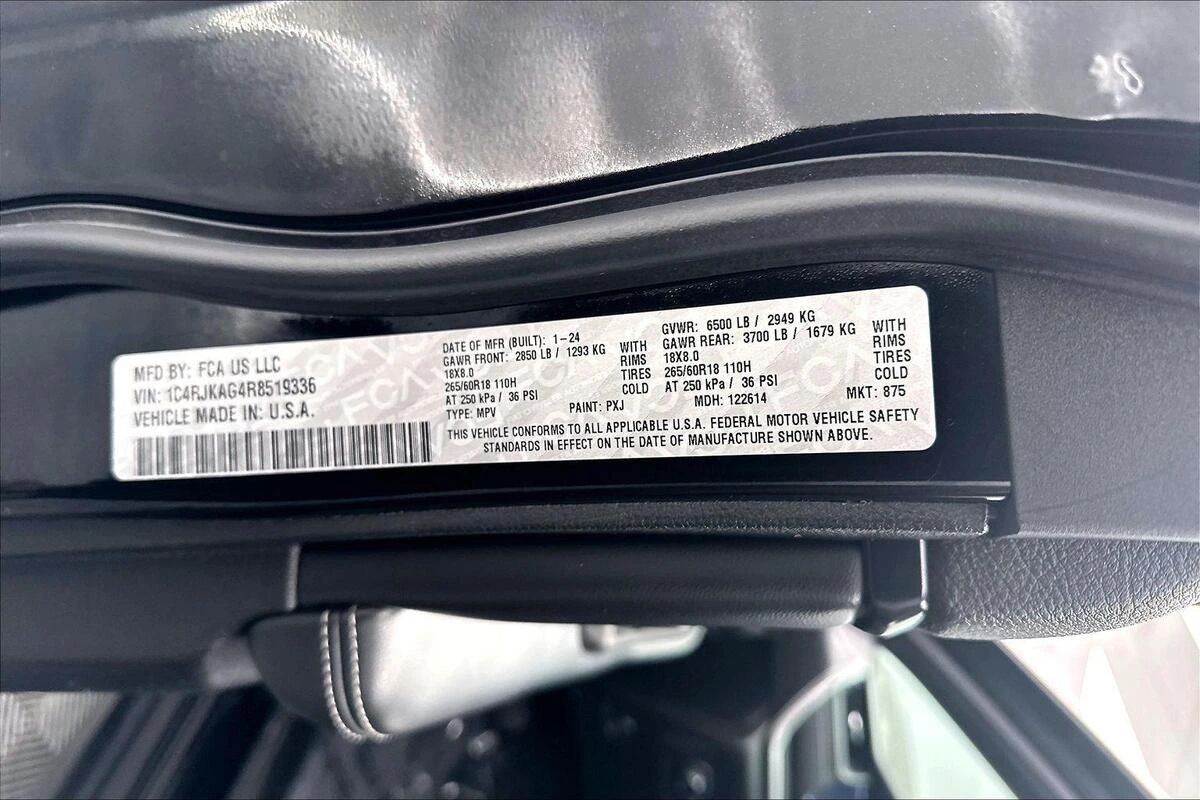 MFD BY: FCA US LLC
VIN: 1C4RJKAG4R8519336
VEHICLE MADE IN: U.S.A.
DATE OF MFR (BUILT): 1-24
GAWR FRONT: 2850 LB / 1293 KG WITH
18X8.0 RIMS
265/60R18 110H TIRES
AT 250 kPa / 36 PSI COLD
TYPE: MPV
GVWR: 6500 LB / 2949 KG
GAWR REAR: 3700 LB / 1679 KG WITH
18X8.0 RIMS
265/60R18 110H TIRES
AT 250 kPa / 36 PSI COLD
PAINT: PXJ MDH: 122614 MKT: 875
THIS VEHICLE CONFORMS TO ALL APPLICABLE U.S.A. FEDERAL MOTOR VEHICLE SAFETY
STANDARDS IN EFFECT ON THE DATE OF MANUFACTURE SHOWN ABOVE.